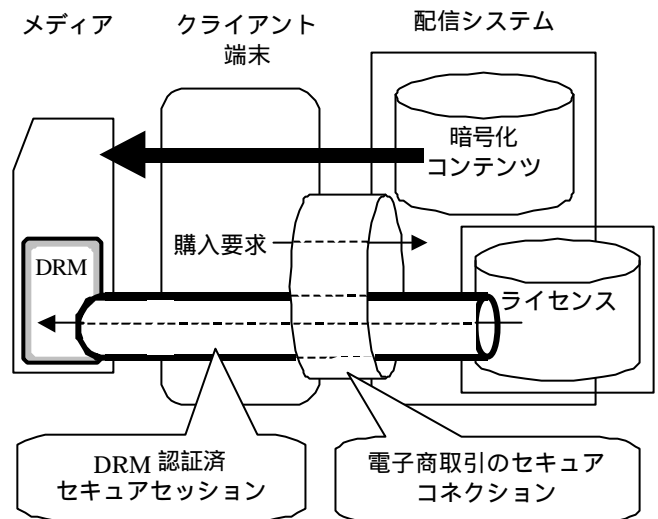 メディア
クライアント
端末
配信システム
暗号化
コンテンツ
購入要求
DRM
ライセンス
DRM 認証済
セキュアセッション
電子商取引のセキュア
コネクション